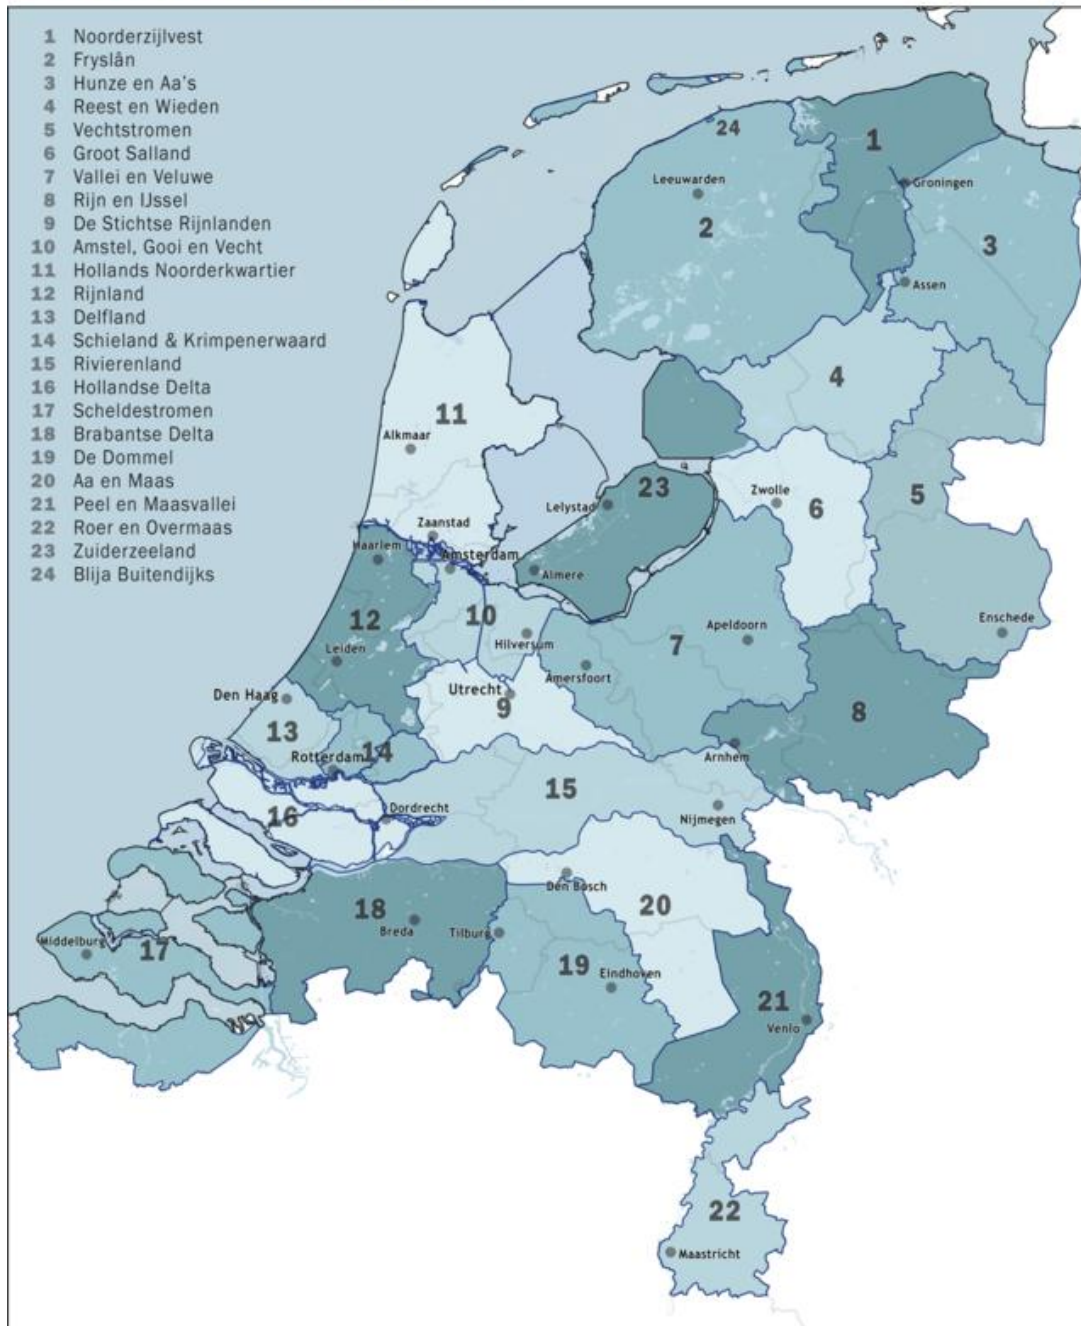 1 Noorderzijlvest
2 Fryslân
3 Hunze en Aa's
4 Reest en Wieden
5 Vechtstromen
6 Groot Salland
7 Vallei en Veluwe
8 Rijn en IJssel
9 De Stichtse Rijnlanden
10 Amstel, Gooi en Vecht
11 Hollands Noorderkwartier
12 Rijnland
13 Delfland
14 Schieland & Krimpenerwaard
15 Rivierenland
16 Hollandse Delta
17 Scheldestromen
18 Brabantse Delta
19 De Dommel
20 Aa en Maas
21 Peel en Maasvallei
22 Roer en Overmaas
23 Zuiderzeeland
24 Blija Buitendijks
24
1
Leeuwarden
Groningen
2
3
Assen
4
11
Alkmaar
23
Zwolle
5
6
Lelystad
Zaanstad
Haarlem
Amsterdam
Almere
10
12
Enschede
Hilversum
7
Apeldoorn
Leiden
Amersfoort
Den Haag
Utrecht
9
8
13
14
Rotterdam
Arnhem
15
16
Dordrecht
Nijmegen
Den Bosch
18
20
Breda
Tilburg
Middelburg
17
19
Eindhoven
21
Venlo
22
Maastricht